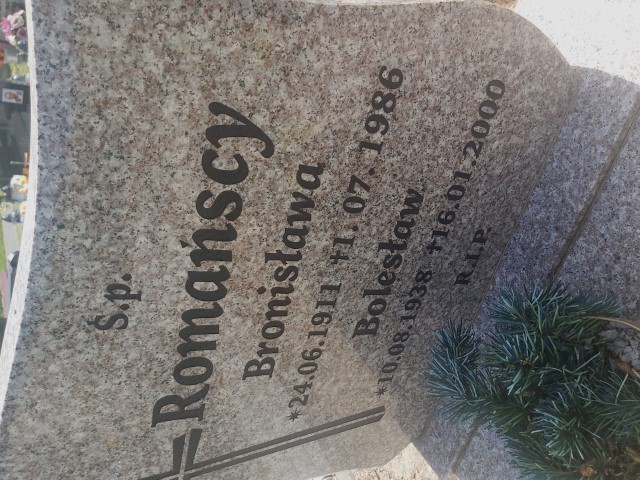 Ś.p.
Romańscy
Bronisława
*24.06.1911 †1.07.1986
Bolesław
*10.08.1938 †16.01.2000
R.I.P.